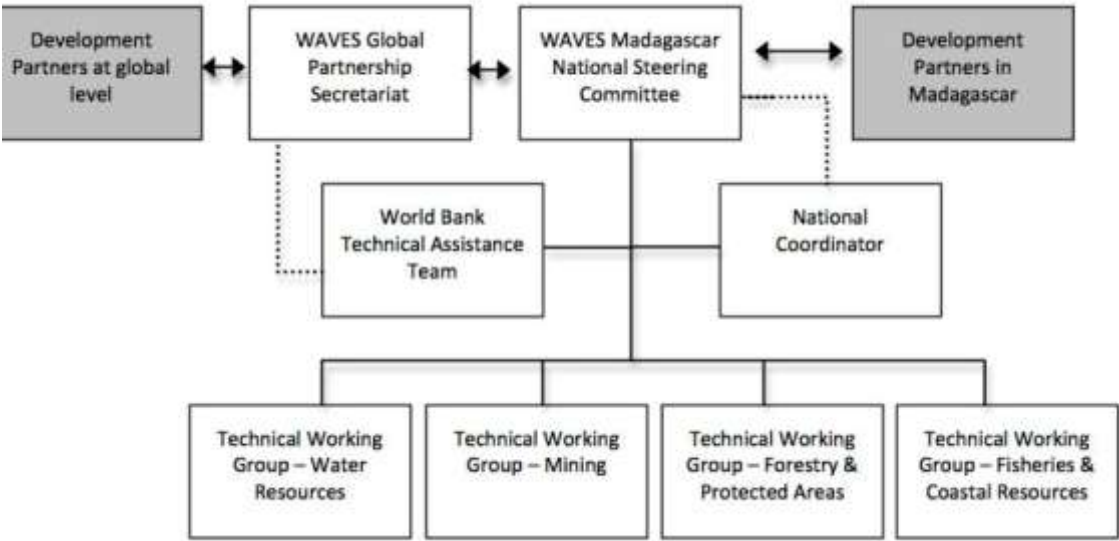 Development
Partners at global
level
WAVES Global
Partnership
Secretariat
WAVES Madagascar
National Steering
Committee
Development
Partners in
Madagascar
World Bank
Technical Assistance
Team
National
Coordinator
Technical Working
Group – Water
Resources
Technical Working
Group – Mining
Technical Working
Group – Forestry &
Protected Areas
Technical Working
Group – Fisheries &
Coastal Resources